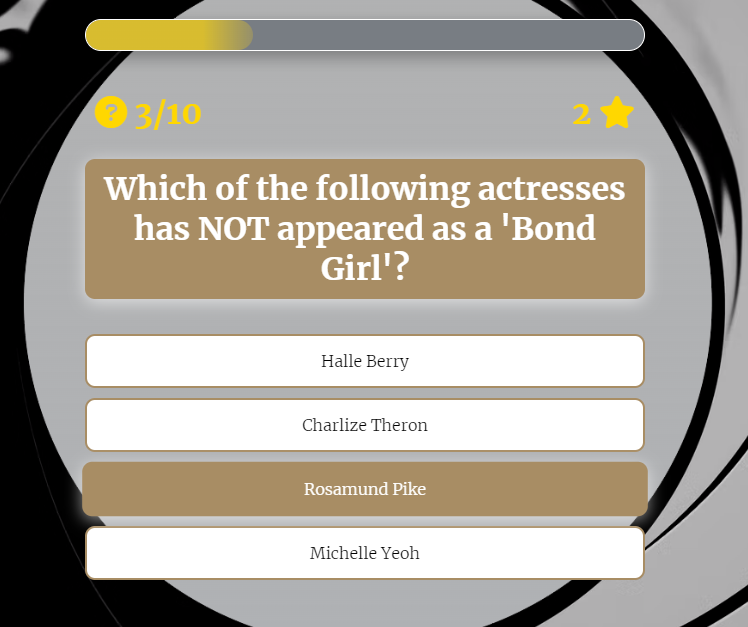 ? 3/10
2
Which of the following actresses
has NOT appeared as a 'Bond
Girl'?
Halle Berry
Charlize Theron
Rosamund Pike
Michelle Yeoh